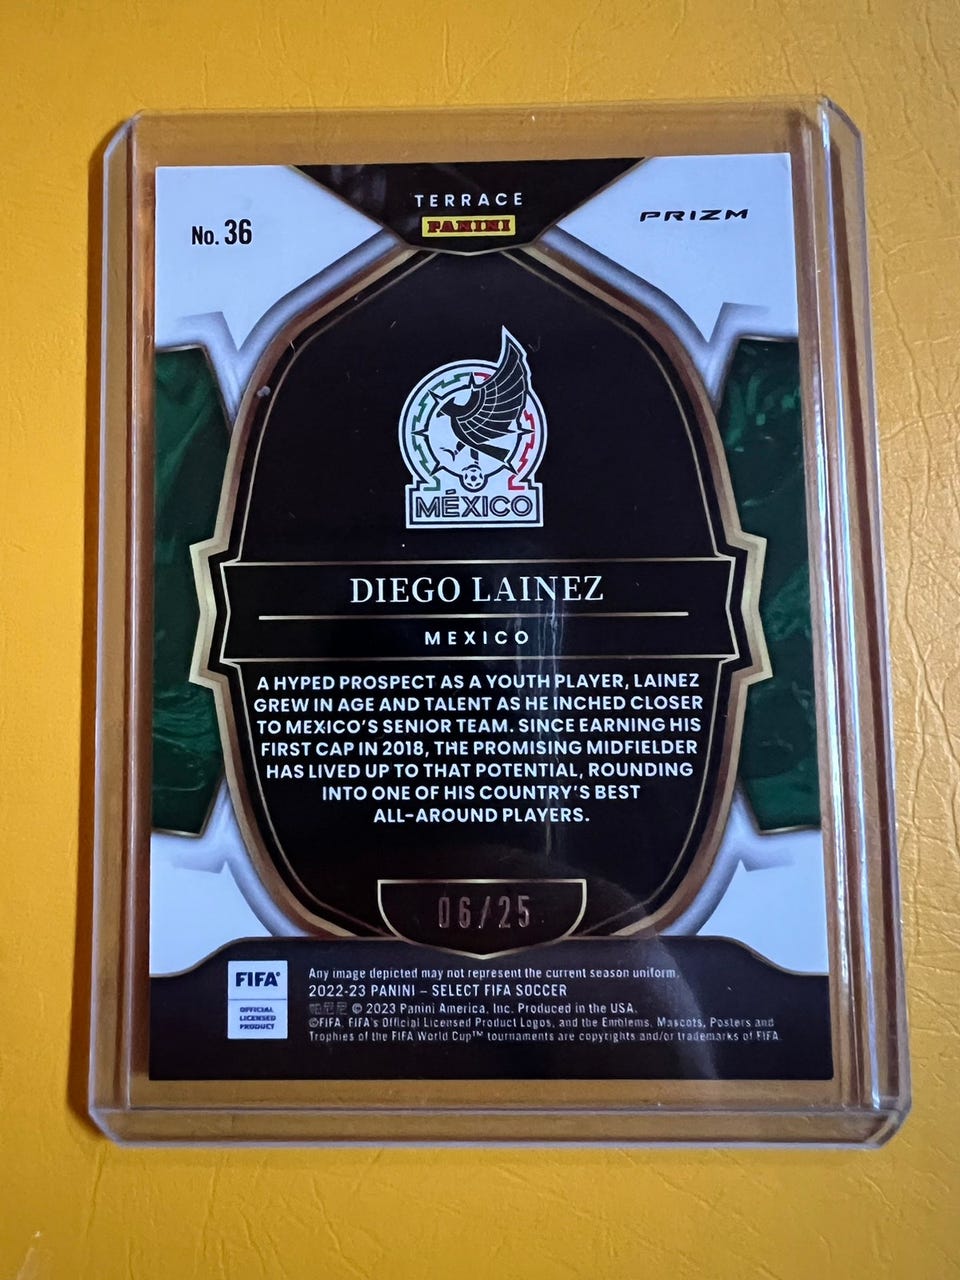 TERRACE
PANINI
No. 36
PRIZM
MÉXICO
DIEGO LAINEZ
MEXICO
A HYPED PROSPECT AS A YOUTH PLAYER, LAINEZ
GREW IN AGE AND TALENT AS HE INCHED CLOSER
TO MEXICO'S SENIOR TEAM. SINCE EARNING HIS
FIRST CAP IN 2018, THE PROMISING MIDFIELDER
HAS LIVED UP TO THAT POTENTIAL, ROUNDING
INTO ONE OF HIS COUNTRY'S BEST
ALL-AROUND PLAYERS.
06/25
FIFA®
OFFICIAL
LICENSED
PRODUCT
Any image depicted may not represent the current season uniform.
2022-23 PANINI – SELECT FIFA SOCCER
© 2023 Panini America, Inc. Produced in the USA.
©FIFA, FIFA's Official Licensed Product Logos, and the Emblems, Mascots, Posters and
Trophies of the FIFA World Cup™ tournaments are copyrights and/or trademarks of FIFA.